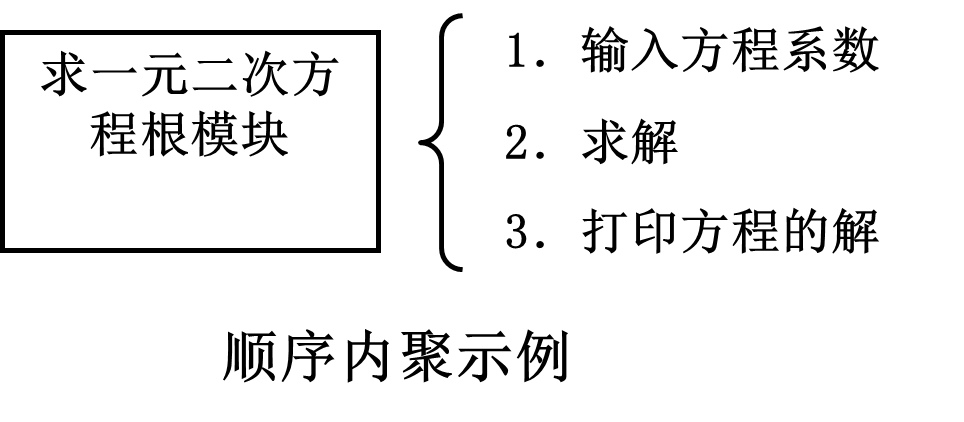 求一元二次方
程根模块
1. 输入方程系数
2. 求解
3. 打印方程的解
顺序内聚示例